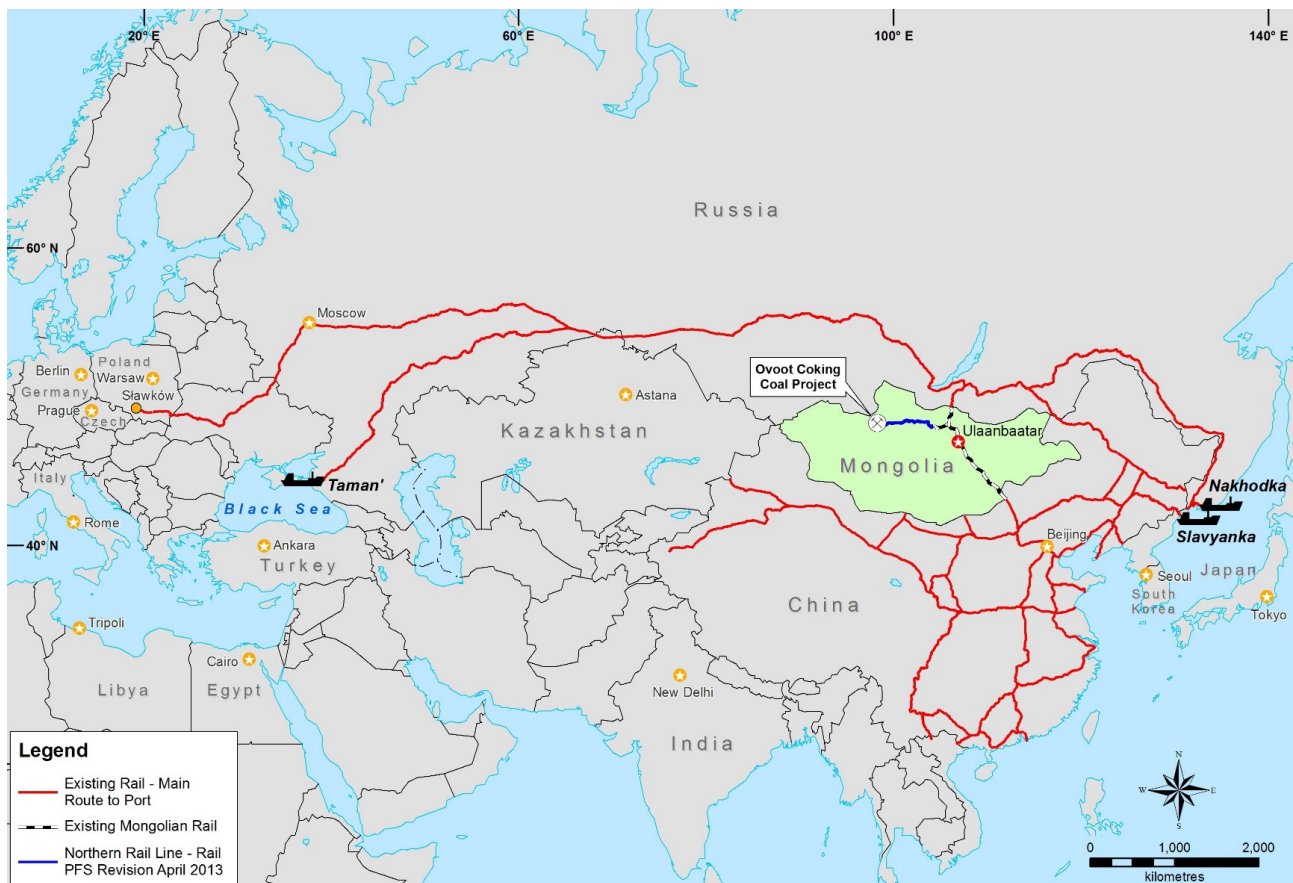 20° E
60° E
100° E
140° E
Russia
60° N
Moscow
Berlin
Poland
Warsaw
Germany
Sławków
Prague
Czech
Ovoot Coking
Coal Project
Astana
Kazakhstan
Ulaanbaatar
Mongolia
Italy
Taman'
Nakhodka
Slavyanka
Black Sea
Rome
40° N
Ankara
Turkey
Beijing
Seoul
South
Korea
Japan
Tokyo
China
Tripoli
Cairo
Libya
Egypt
New Delhi
India
Legend
Existing Rail - Main
Route to Port
Existing Mongolian Rail
Northern Rail Line - Rail
PFS Revision April 2013
N
W E
S
0 1,000 2,000
kilometres